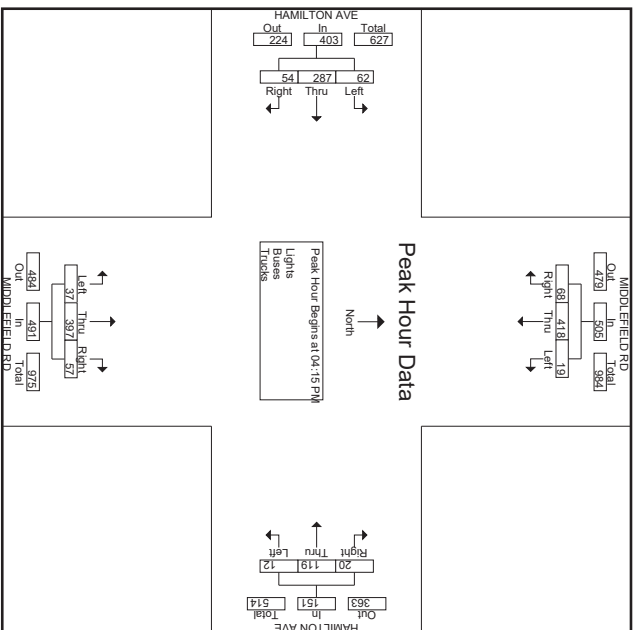 HAMILTON AVE
Out In Total
224 403 627
54 287 62
Right Thru Left
MIDDLEFIELD RD
Out In Total
484 491 975
37 397 57
Left Thru Right
Peak Hour Data
North
Peak Hour Begins at 04:15 PM
Lights
Buses
Trucks
MIDDLEFIELD RD
Out In Total
479 505 984
68 418 19
Right Thru Left
Left Thru Right
12 119 20
Total In Out
514 151 363
HAMILTON AVE